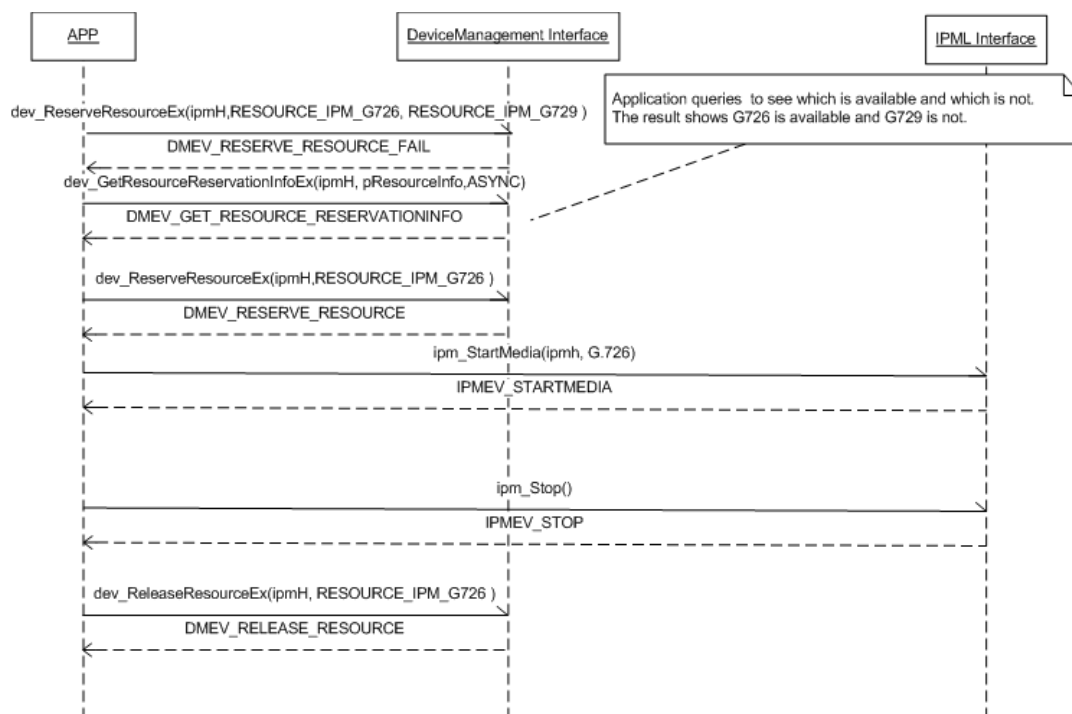 APP
DeviceManagement Interface
IPML Interface
Application queries to see which is available and which is not.
The result shows G726 is available and G729 is not.
dev_ReserveResourceEx(ipmH,RESOURCE_IPM_G726, RESOURCE_IPM_G729 )
DMEV_RESERVE_RESOURCE_FAIL
dev_GetResourceReservationInfoEx(ipmH, pResourceInfo,ASYNC)
DMEV_GET_RESOURCE_RESERVATIONINFO
dev_ReserveResourceEx(ipmH,RESOURCE_IPM_G726 )
DMEV_RESERVE_RESOURCE
ipm_StartMedia(ipmh, G.726)
IPMEV_STARTMEDIA
ipm_Stop()
IPMEV_STOP
dev_ReleaseResourceEx(ipmH, RESOURCE_IPM_G726 )
DMEV_RELEASE_RESOURCE